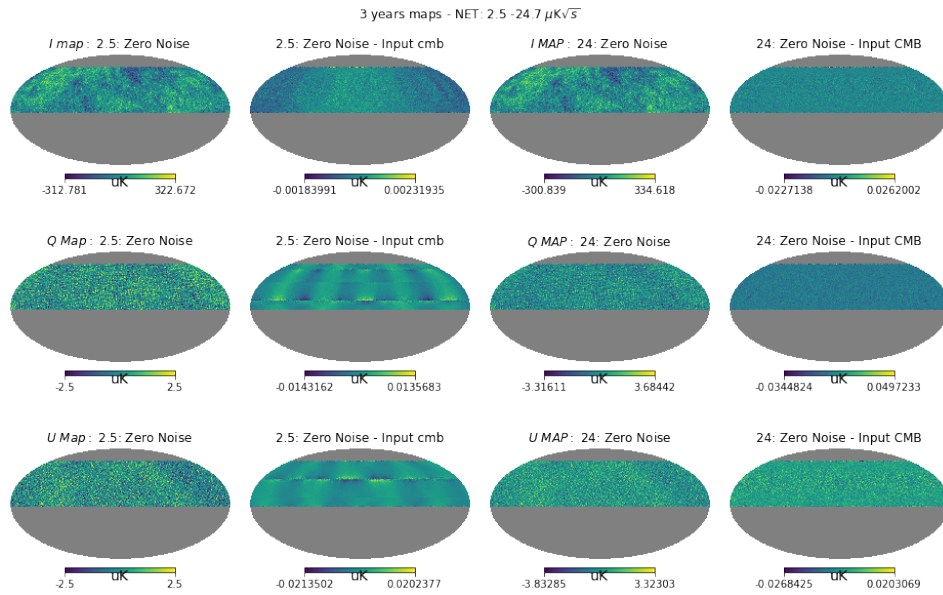 3 years maps - NET: 2.5 -24.7 μK√s
I map : 2.5: Zero Noise
2.5: Zero Noise - Input cmb
I MAP : 24: Zero Noise
24: Zero Noise - Input CMB
-312.781 uK 322.672
-0.00183991 uK 0.00231935
-300.839 uK 334.618
-0.0227138 uK 0.0262002
Q Map : 2.5: Zero Noise
2.5: Zero Noise - Input cmb
Q MAP : 24: Zero Noise
24: Zero Noise - Input CMB
-2.5 uK 2.5
-0.0143162 uK 0.0135683
-3.31611 uK 3.68442
-0.0344824 uK 0.0497233
U Map : 2.5: Zero Noise
2.5: Zero Noise - Input cmb
U MAP : 24: Zero Noise
24: Zero Noise - Input CMB
-2.5 uK 2.5
-0.0213502 uK 0.0202377
-3.83285 uK 3.32303
-0.0268425 uK 0.0203069